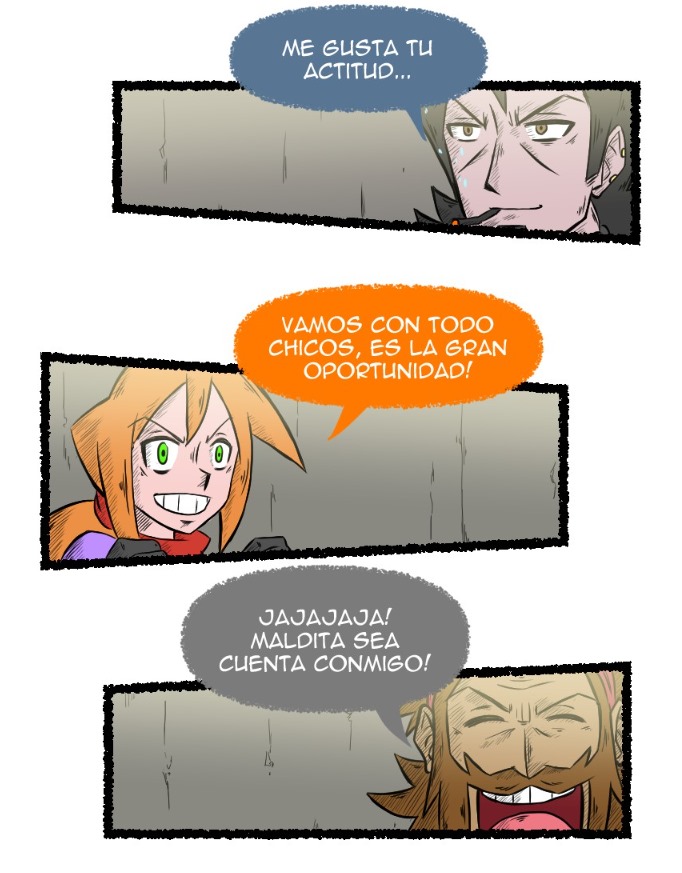 ME GUSTA TU
ACTITUD...
VAMOS CON TODO
CHICOS, ES LA GRAN
OPORTUNIDAD!
JAJAJAJA!
MALDITA SEA
CUENTA CONMIGO!